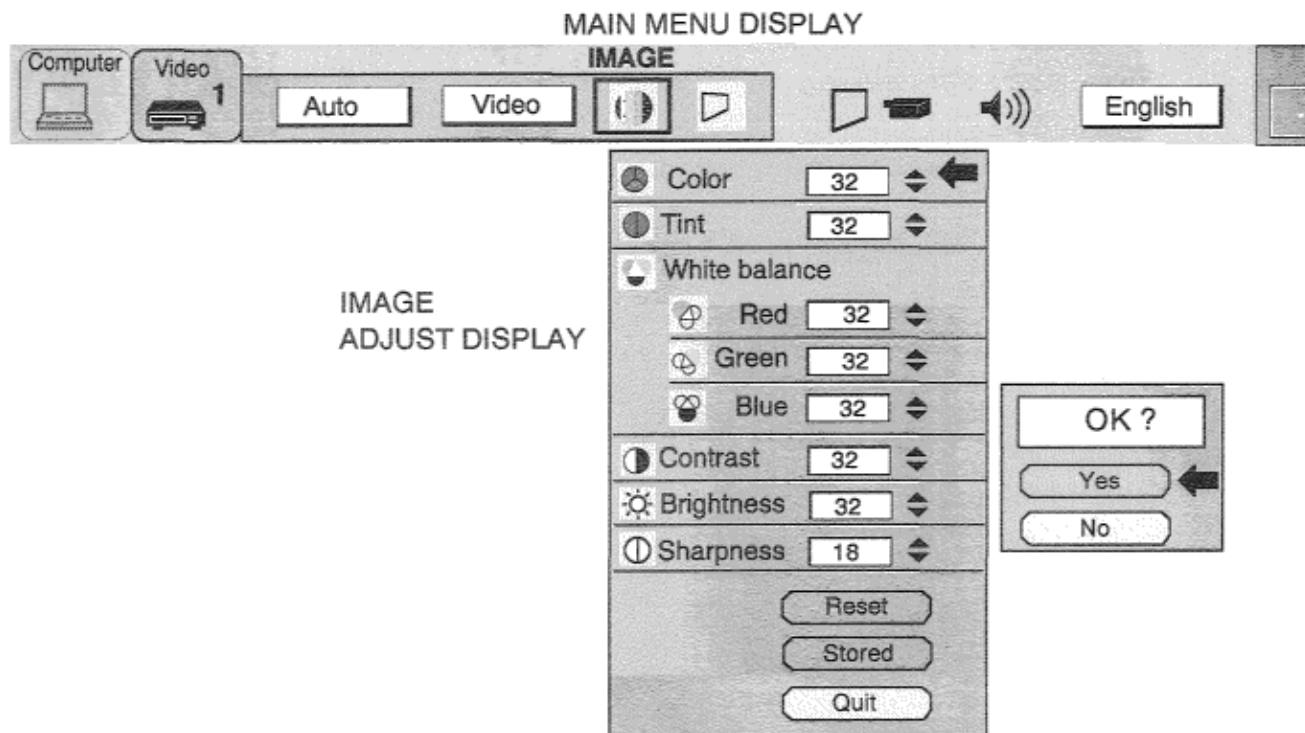 MAIN MENU DISPLAY
IMAGE
Computer
Video
1
Auto
Video
English
Color 32
Tint 32
White balance
IMAGE
ADJUST DISPLAY
Red 32
Green 32
Blue 32
Contrast 32
Brightness 32
Sharpness 18
Reset
Stored
Quit
OK ?
Yes
No